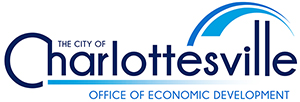 THE CITY OF
Charlottesville
OFFICE OF ECONOMIC DEVELOPMENT